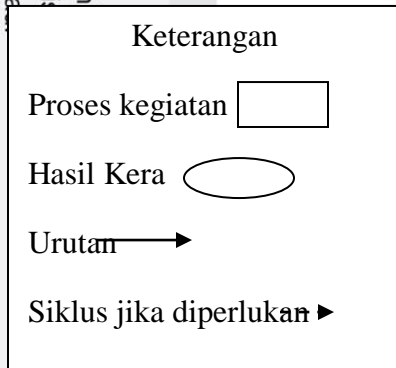 Keterangan
Proses kegiatan
Hasil Kera
Urutan
Siklus jika diperlukan